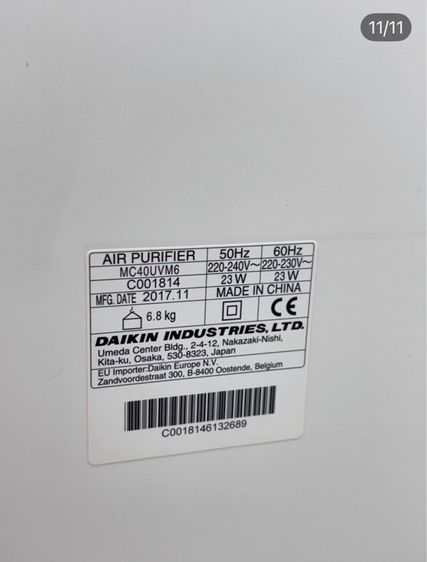 11/11
AIR PURIFIER 50Hz 60Hz
MC40UVM6 220-240V~ 220-230V~
C001814 23 W 23 W
MFG. DATE 2017.11 MADE IN CHINA
6.8 kg CE
DAIKIN INDUSTRIES, LTD.
Umeda Center Bldg., 2-4-12, Nakazaki-Nishi,
Kita-ku, Osaka, 530-8323, Japan
EU Importer:Daikin Europe N.V.
Zandvoordestraat 300, B-8400 Oostende, Belgium
C0018146132689